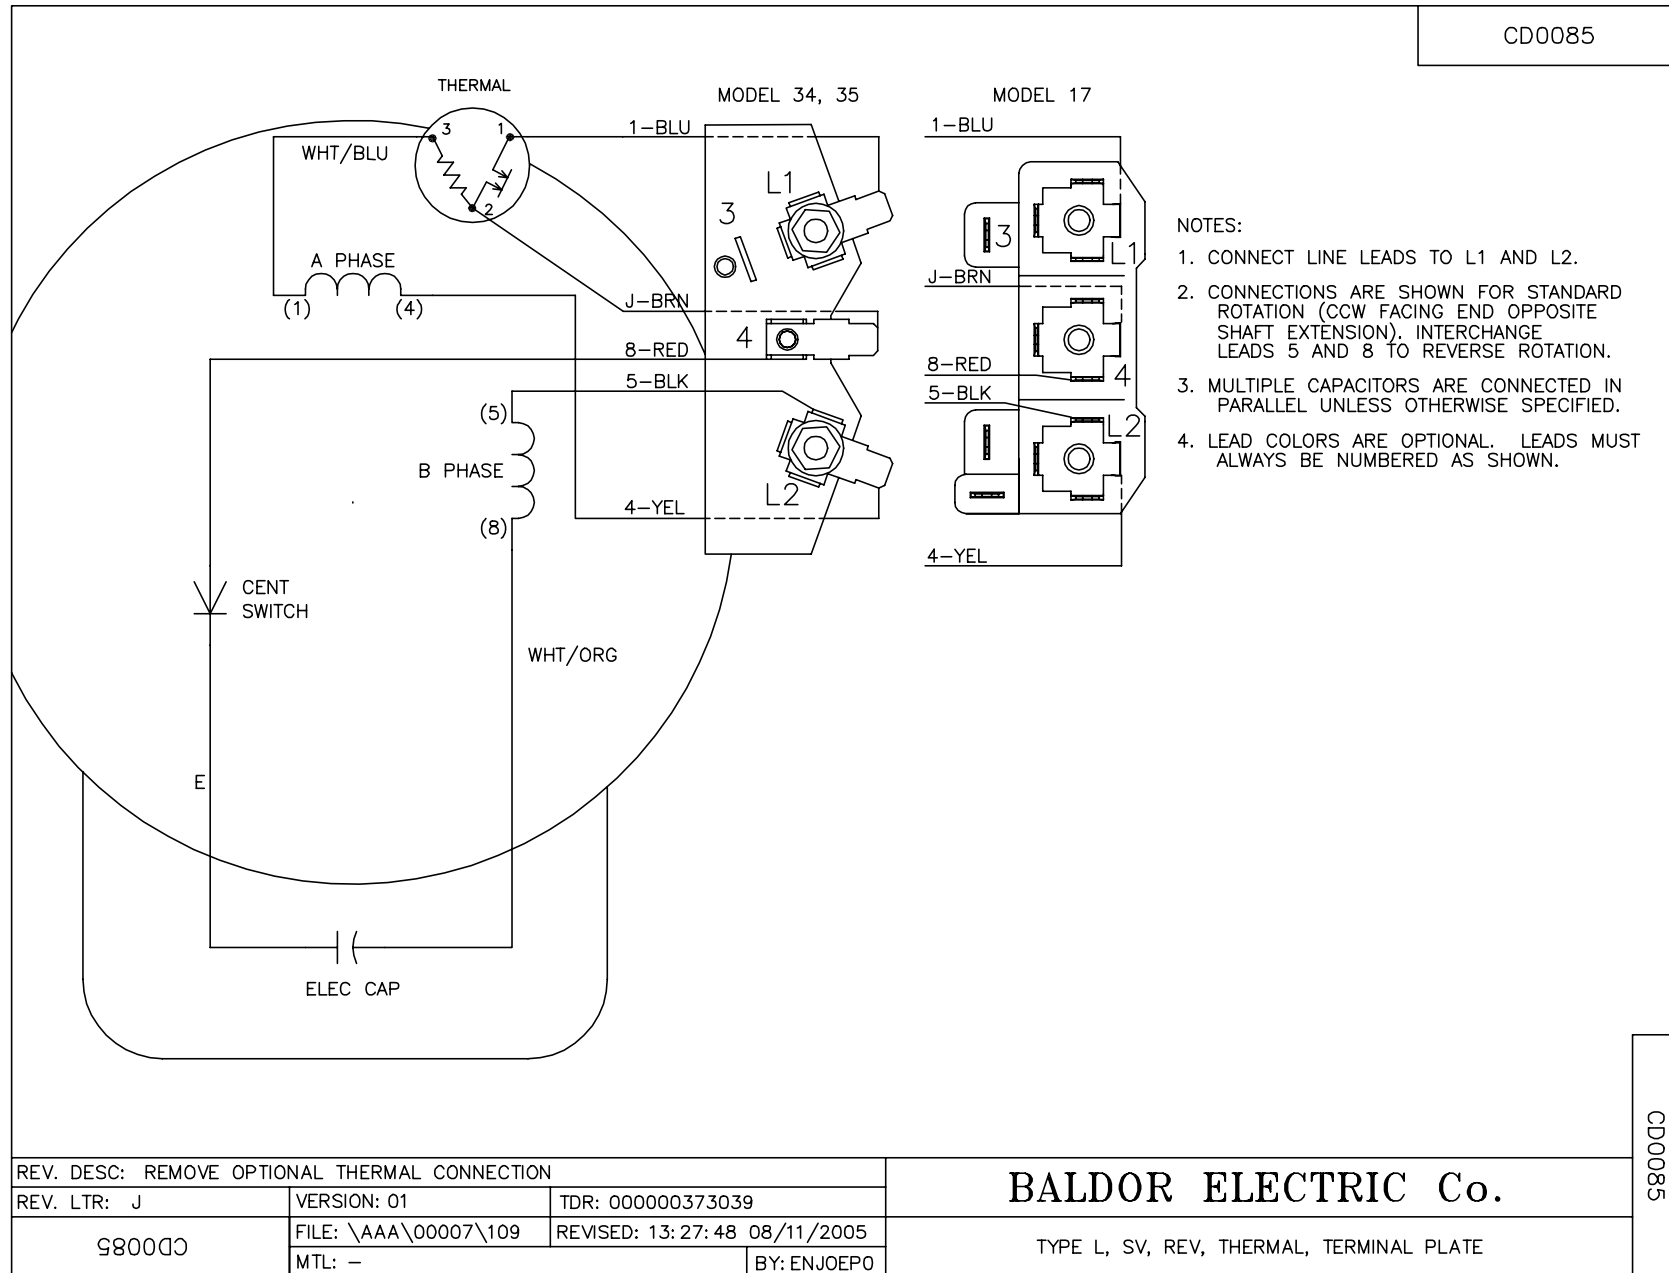 CD0085
THERMAL
MODEL 34, 35
MODEL 17
3
1
2
WHT/BLU
1-BLU
1-BLU
L1
3
3
L1
A PHASE
(1)
(4)
J-BRN
J-BRN
4
8-RED
8-RED
4
5-BLK
5-BLK
(5)
B PHASE
(8)
L2
L2
4-YEL
4-YEL
NOTES:
1. CONNECT LINE LEADS TO L1 AND L2.
2. CONNECTIONS ARE SHOWN FOR STANDARD
ROTATION (CCW FACING END OPPOSITE
SHAFT EXTENSION). INTERCHANGE
LEADS 5 AND 8 TO REVERSE ROTATION.
3. MULTIPLE CAPACITORS ARE CONNECTED IN
PARALLEL UNLESS OTHERWISE SPECIFIED.
4. LEAD COLORS ARE OPTIONAL. LEADS MUST
ALWAYS BE NUMBERED AS SHOWN.
CENT
SWITCH
WHT/ORG
E
ELEC CAP
CD0085
REV. DESC: REMOVE OPTIONAL THERMAL CONNECTION
REV. LTR: J
VERSION: 01
TDR: 000000373039
FILE: \AAA\00007\109
REVISED: 13:27:48 08/11/2005
CD0085
MTL: -
BY: ENJOEPO
BALDOR ELECTRIC Co.
TYPE L, SV, REV, THERMAL, TERMINAL PLATE